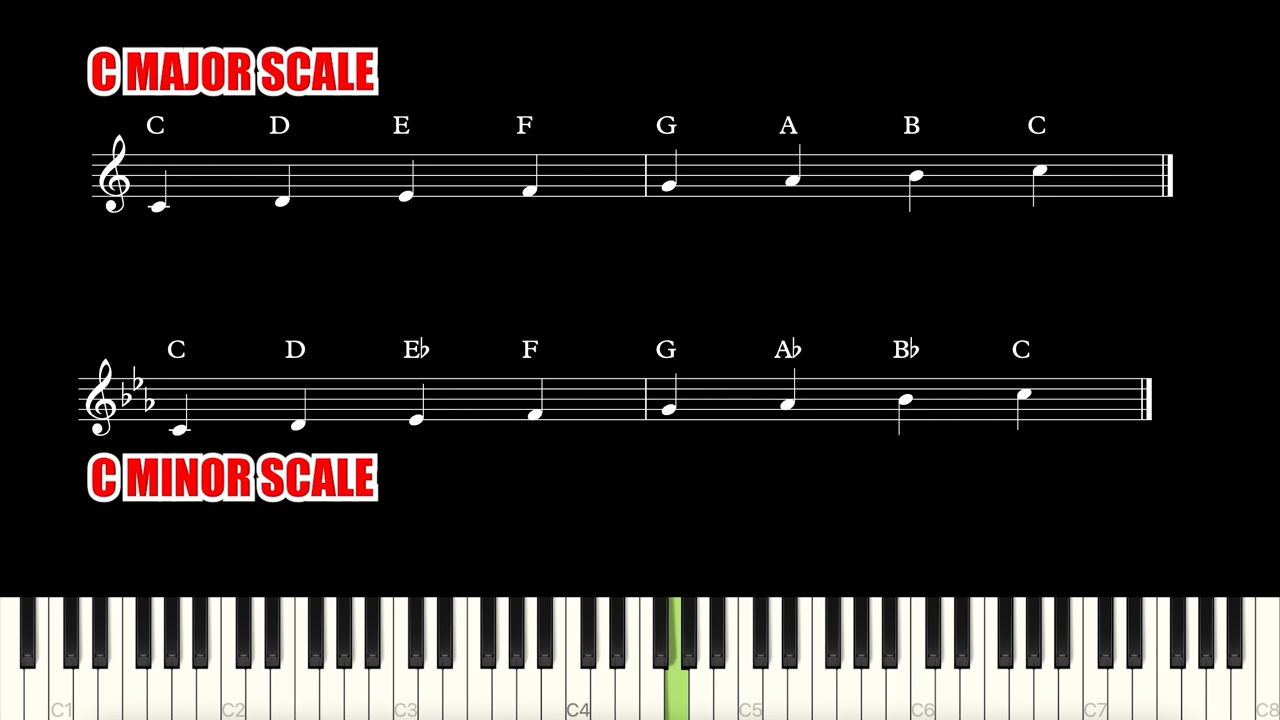 C MAJOR SCALE
C D E F G A B C
C D E♭ F G A♭ B♭ C
C MINOR SCALE
C1 C2 C3 C4 C5 C6 C7 C8